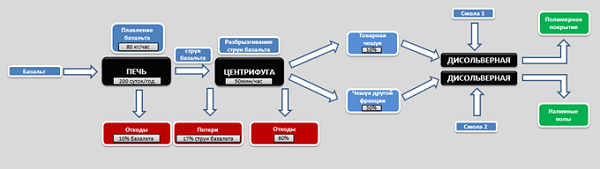 Плавление
базальта
80 кг/час
Разбрызгивание
струи базальта
струя
базальта
Базальт
ПЕЧЬ
200 суток/год
ЦЕНТРИФУГА
50мин/час
Товарная
чешуя
10%
Чешуя другой
фракции
30%
Смола 1
ДИСОЛЬВЕРНАЯ
ДИСОЛЬВЕРНАЯ
Смола 2
Полимерное
покрытие
Наливные
полы
Отходы
10% базальта
Потери
17% струи базальта
Отходы
60%